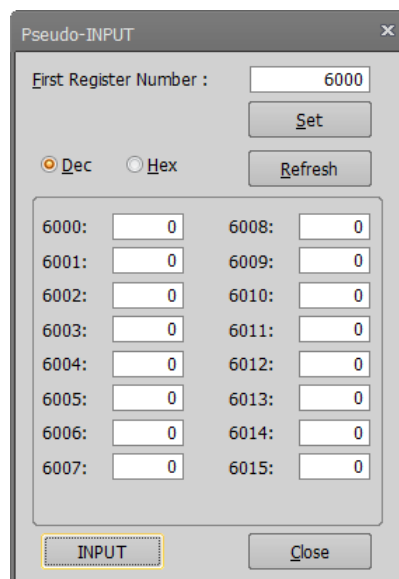 Pseudo-INPUT x
First Register Number : 6000
Set
Dec Hex Refresh
6000: 0 6008: 0
6001: 0 6009: 0
6002: 0 6010: 0
6003: 0 6011: 0
6004: 0 6012: 0
6005: 0 6013: 0
6006: 0 6014: 0
6007: 0 6015: 0
INPUT Close